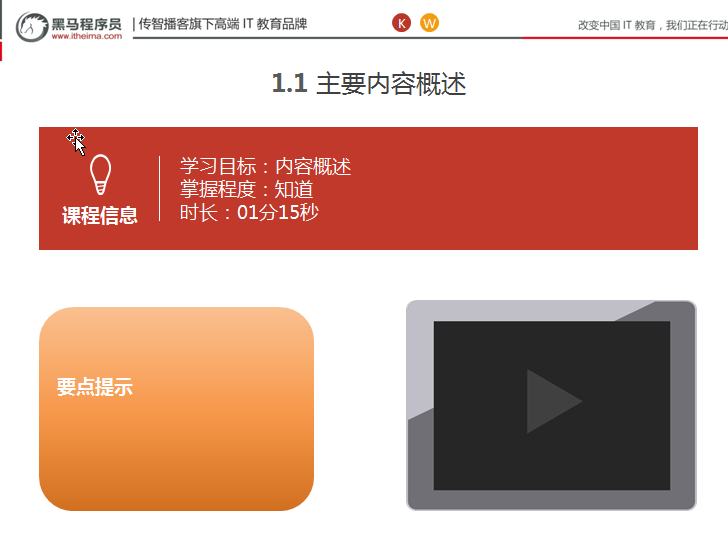 黑马程序员
www.itheima.com
传智播客旗下高端 IT 教育品牌
K
W
改变中国 IT 教育，我们正在行动
1.1 主要内容概述
课程信息
学习目标：内容概述
掌握程度：知道
时长：01分15秒
要点提示